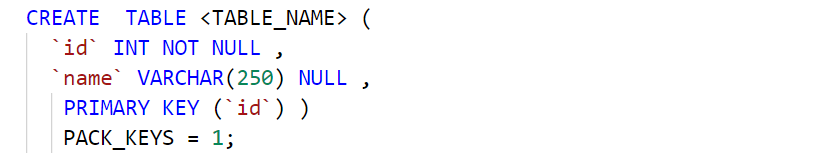 CREATE  TABLE <TABLE_NAME> (
  `id` INT NOT NULL ,
  `name` VARCHAR(250) NULL ,
   PRIMARY KEY (`id`) )
   PACK_KEYS = 1;